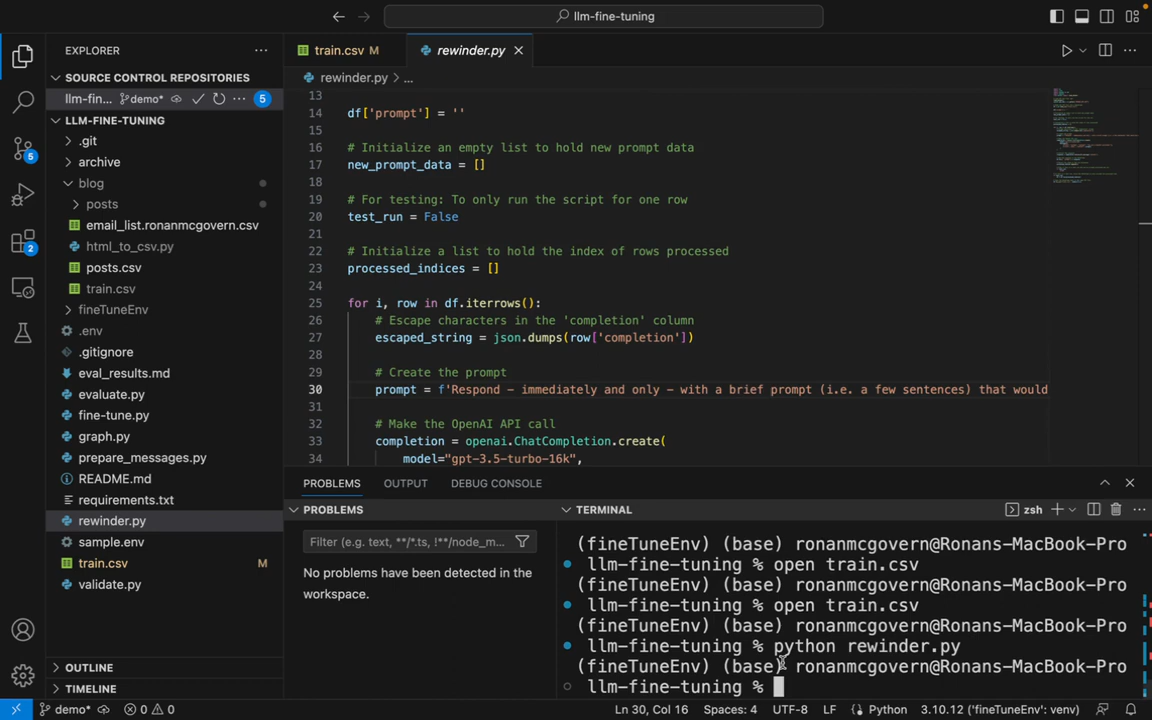 llm-fine-tuning
EXPLORER
SOURCE CONTROL REPOSITORIES
llm-fin... demo* 5
LLM-FINE-TUNING
.git
archive
blog
posts
email_list.ronanmcgovern.csv
html_to_csv.py
posts.csv
train.csv
fineTuneEnv
.env
.gitignore
eval_results.md
evaluate.py
fine-tune.py
graph.py
prepare_messages.py
README.md
requirements.txt
rewinder.py
sample.env
train.csv M
validate.py
OUTLINE
TIMELINE
5
2
train.csv M
rewinder.py
rewinder.py > ...
13
14 df['prompt'] = ''
15
16 # Initialize an empty list to hold new prompt data
17 new_prompt_data = []
18
19 # For testing: To only run the script for one row
20 test_run = False
21
22 # Initialize a list to hold the index of rows processed
23 processed_indices = []
24
25 for i, row in df.iterrows():
26 # Escape characters in the 'completion' column
27 escaped_string = json.dumps(row['completion'])
28
29 # Create the prompt
30 prompt = f'Respond - immediately and only - with a brief prompt (i.e. a few sentences) that would
31
32 # Make the OpenAI API call
33 completion = openai.ChatCompletion.create(
34 model="gpt-3.5-turbo-16k",
PROBLEMS OUTPUT DEBUG CONSOLE
PROBLEMS
Filter (e.g. text, **/*.ts, !**/node_m...
No problems have been detected in the
workspace.
TERMINAL
zsh
(fineTuneEnv) (base) ronanmcgovern@Ronans-MacBook-Pro
llm-fine-tuning % open train.csv
(fineTuneEnv) (base) ronanmcgovern@Ronans-MacBook-Pro
llm-fine-tuning % open train.csv
(fineTuneEnv) (base) ronanmcgovern@Ronans-MacBook-Pro
llm-fine-tuning % python rewinder.py
(fineTuneEnv) (base) ronanmcgovern@Ronans-MacBook-Pro
llm-fine-tuning %
demo* 0 0 Ln 30, Col 16 Spaces: 4 UTF-8 LF Python 3.10.12 ('fineTuneEnv': venv)